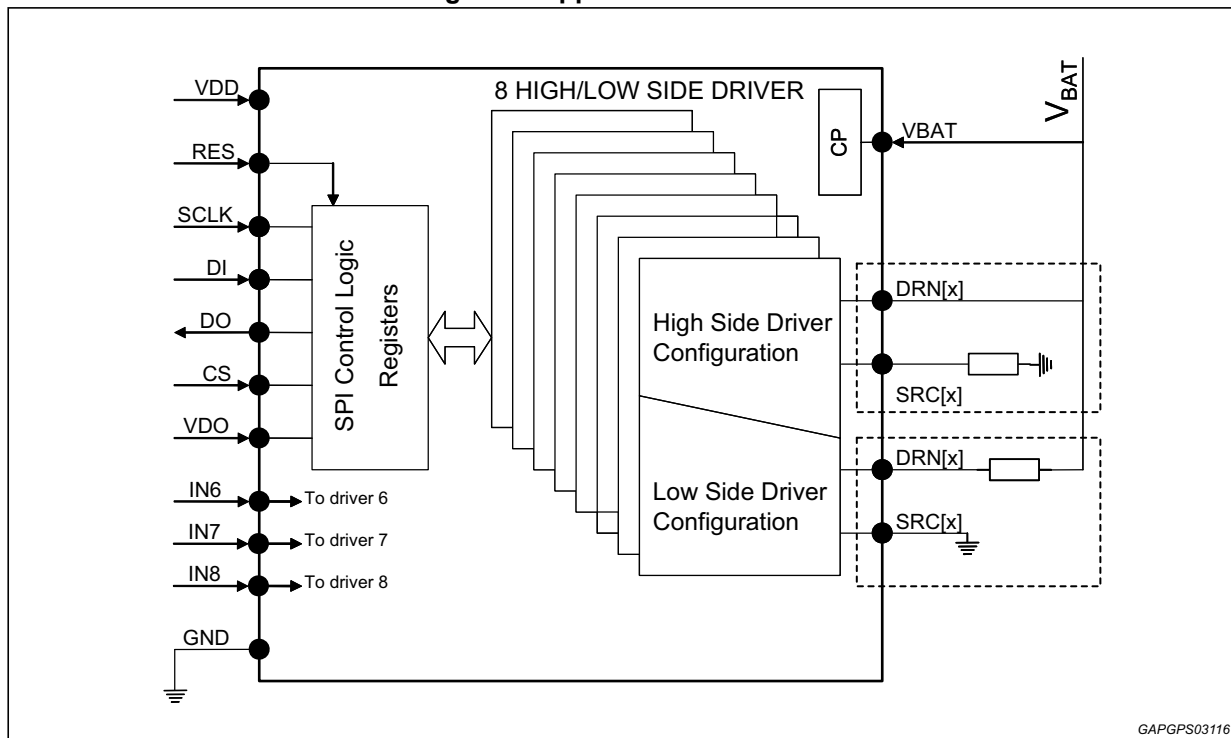 8 HIGH/LOW SIDE DRIVER
VDD
RES
SCLK
DI
DO
CS
VDO
IN6
To driver 6
IN7
To driver 7
IN8
To driver 8
GND
SPI Control Logic
Registers
High Side Driver
Configuration
Low Side Driver
Configuration
CP
VBAT
VBAT
DRN[x]
SRC[x]
DRN[x]
SRC[x]
GAPGPS03116